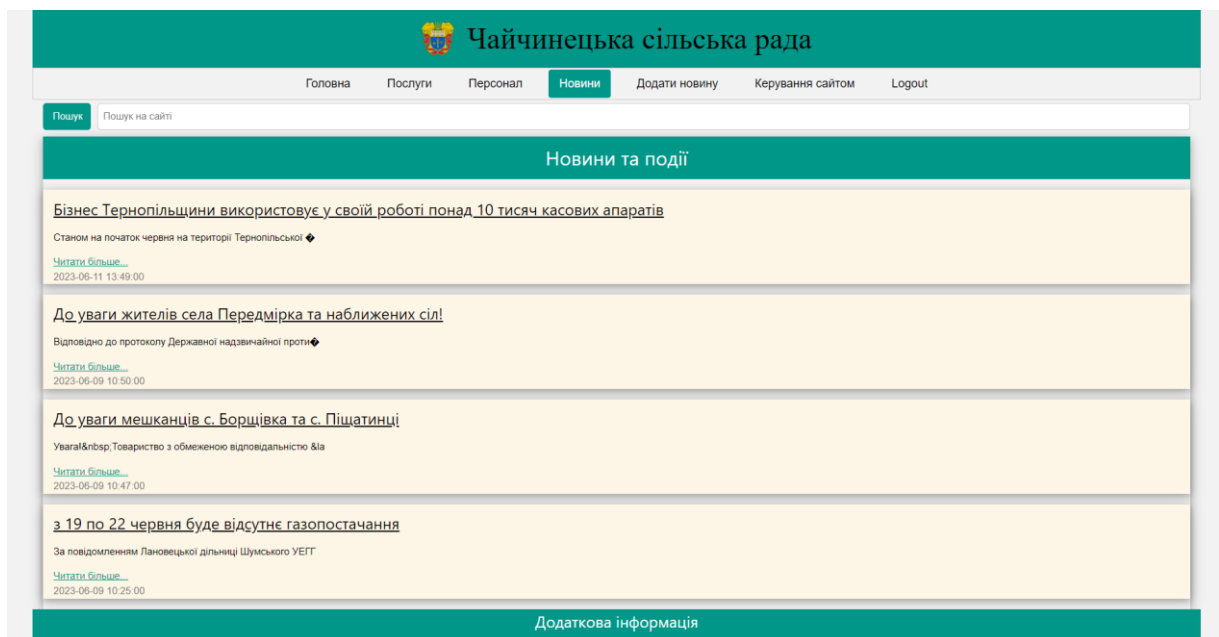 Чайчинецька сільська рада
Головна Послуги Персонал Новини Додати новину Керування сайтом Logout
Пошук Пошук на сайті
Новини та події
Бізнес Тернопільщини використовує у своїй роботі понад 10 тисяч касових апаратів
Станом на початок червня на території Тернопільської �
Читати більше...
2023-06-11 13:49:00
До уваги жителів села Передмірка та наближених сіл!
Відповідно до протоколу Державної надзвичайної проти�
Читати більше...
2023-06-09 10:50:00
До уваги мешканців с. Борщівка та с. Піщатинці
Увага!&nbsp;Товариство з обмеженою відповідальністю &la
Читати більше...
2023-06-09 10:47:00
з 19 по 22 червня буде відсутнє газопостачання
За повідомленням Лановецької дільниці Шумського УЕГГ
Читати більше...
2023-06-09 10:25:00
Додаткова інформація